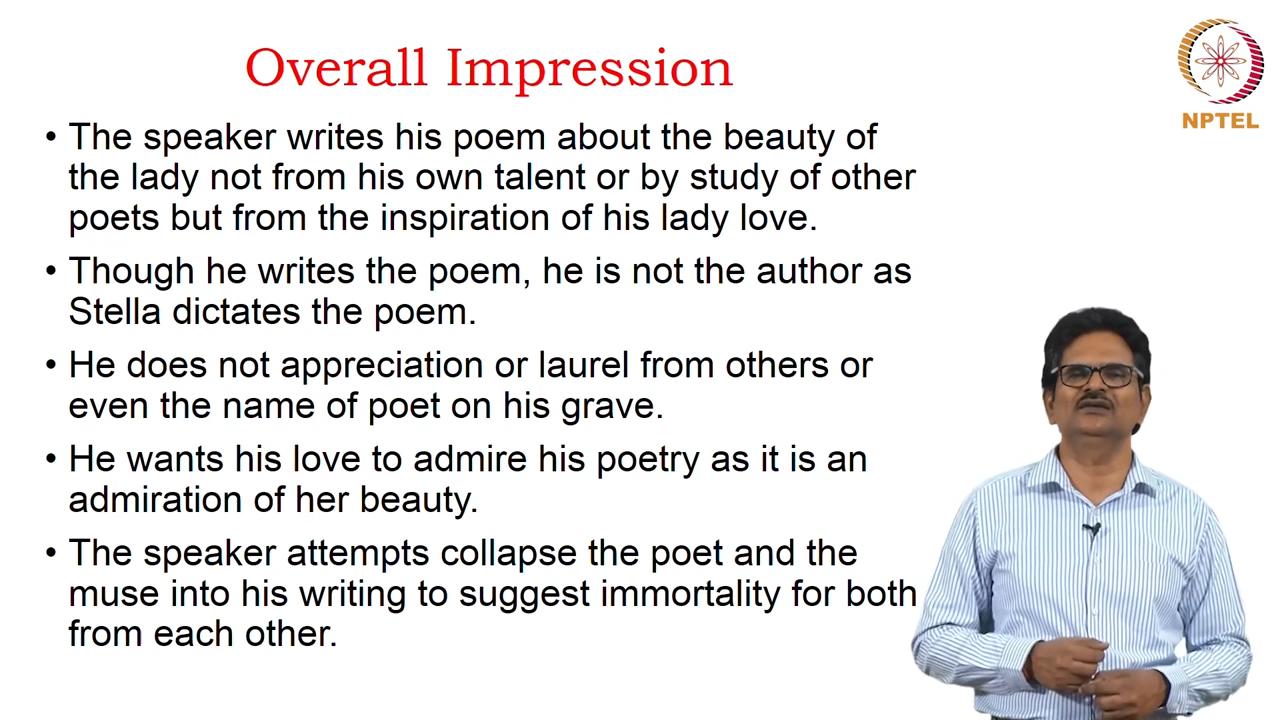 Overall Impression
NPTEL
• The speaker writes his poem about the beauty of
the lady not from his own talent or by study of other
poets but from the inspiration of his lady love.
• Though he writes the poem, he is not the author as
Stella dictates the poem.
• He does not appreciation or laurel from others or
even the name of poet on his grave.
• He wants his love to admire his poetry as it is an
admiration of her beauty.
• The speaker attempts collapse the poet and the
muse into his writing to suggest immortality for both
from each other.